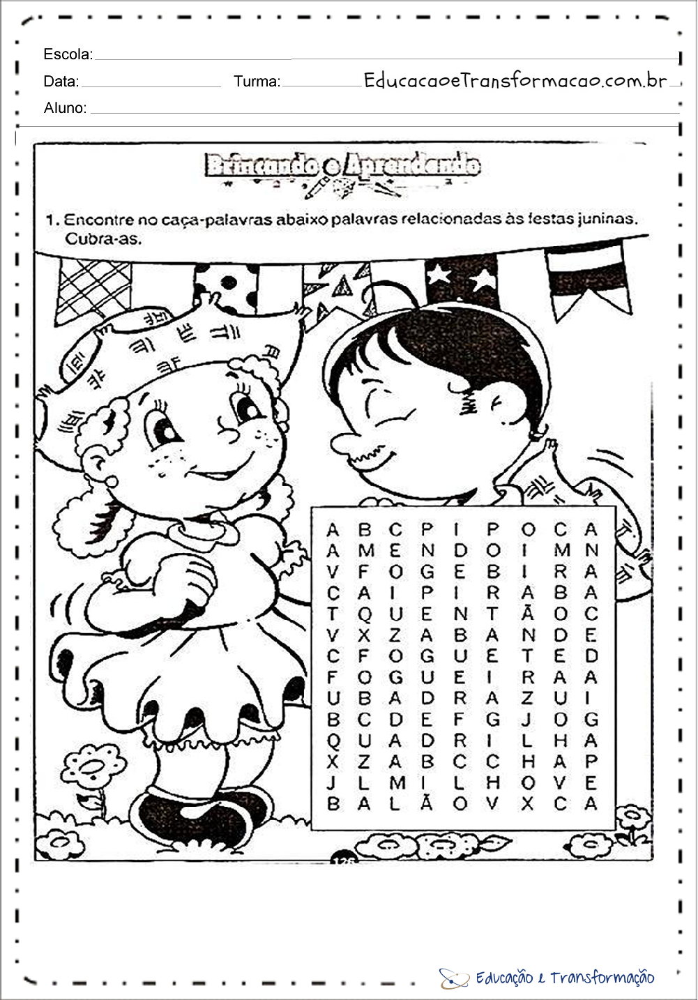 Escola:
Data: Turma: EducacaoeTransformacao.com.br
Aluno:
Brincando e Aprendendo
1. Encontre no caça-palavras abaixo palavras relacionadas às festas juninas.
Cubra-as.
A B C P I P O C A
A M E N D O I M N
V F O G E B I R A
C A I P I R A B A
T Q U E N T Ã O C
V X Z A B A N D E
C F O G U E T E D
F O G U E I R A A
U B A D R A Z U I
B C D E F G J O G
Q U A D R I L H A
X Z A B C C H A P
J L M I L H O V E
B A L Ã O V X C A
126
Educação e Transformação